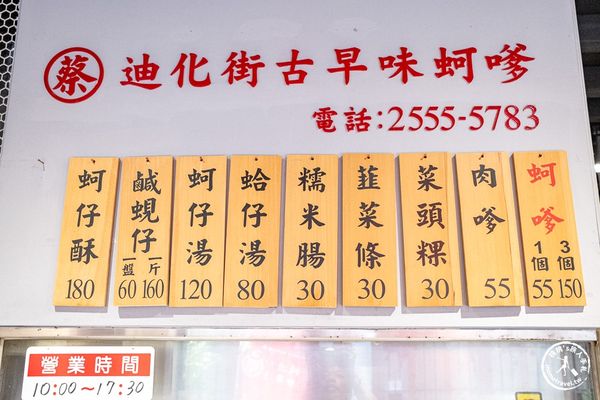 蔡 迪化街古早味蚵嗲
電話:2555-5783
蚵仔酥 180
鹹蜆仔 一盤 60 一斤 160
蚵仔湯 120
蛤仔湯 80
糯米腸 30
韮菜條 30
菜頭粿 30
肉嗲 55
蚵嗲 1個 55 3個 150
營業時間
10:00～17:30